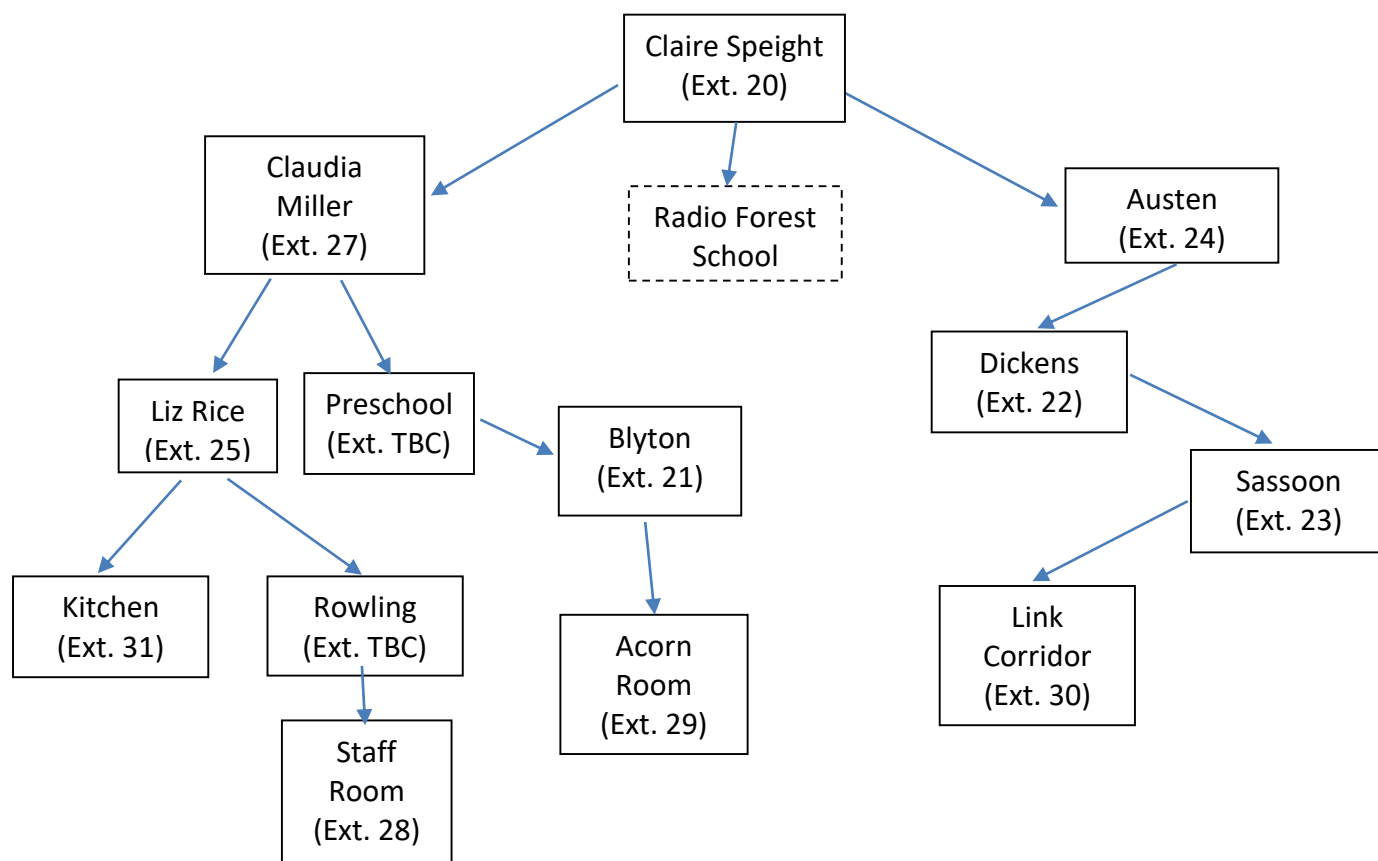 Claire Speight
(Ext. 20)
Claudia
Miller
(Ext. 27)
Radio Forest
School
Austen
(Ext. 24)
Liz Rice
(Ext. 25)
Preschool
(Ext. TBC)
Blyton
(Ext. 21)
Dickens
(Ext. 22)
Sassoon
(Ext. 23)
Kitchen
(Ext. 31)
Rowling
(Ext. TBC)
Acorn
Room
(Ext. 29)
Link
Corridor
(Ext. 30)
Staff
Room
(Ext. 28)